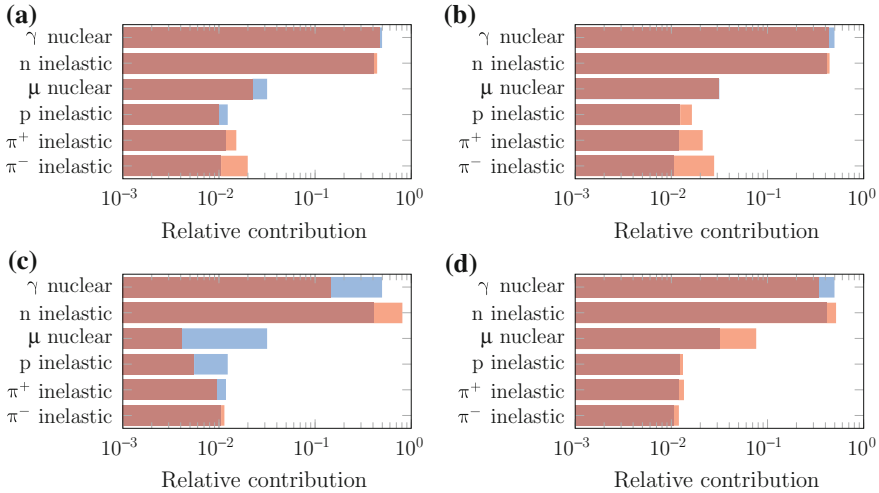 (a)
γ nuclear
n inelastic
μ nuclear
p inelastic
π⁺ inelastic
π⁻ inelastic
10⁻³ 10⁻² 10⁻¹ 10⁰
Relative contribution
(b)
γ nuclear
n inelastic
μ nuclear
p inelastic
π⁺ inelastic
π⁻ inelastic
10⁻³ 10⁻² 10⁻¹ 10⁰
Relative contribution
(c)
γ nuclear
n inelastic
μ nuclear
p inelastic
π⁺ inelastic
π⁻ inelastic
10⁻³ 10⁻² 10⁻¹ 10⁰
Relative contribution
(d)
γ nuclear
n inelastic
μ nuclear
p inelastic
π⁺ inelastic
π⁻ inelastic
10⁻³ 10⁻² 10⁻¹ 10⁰
Relative contribution